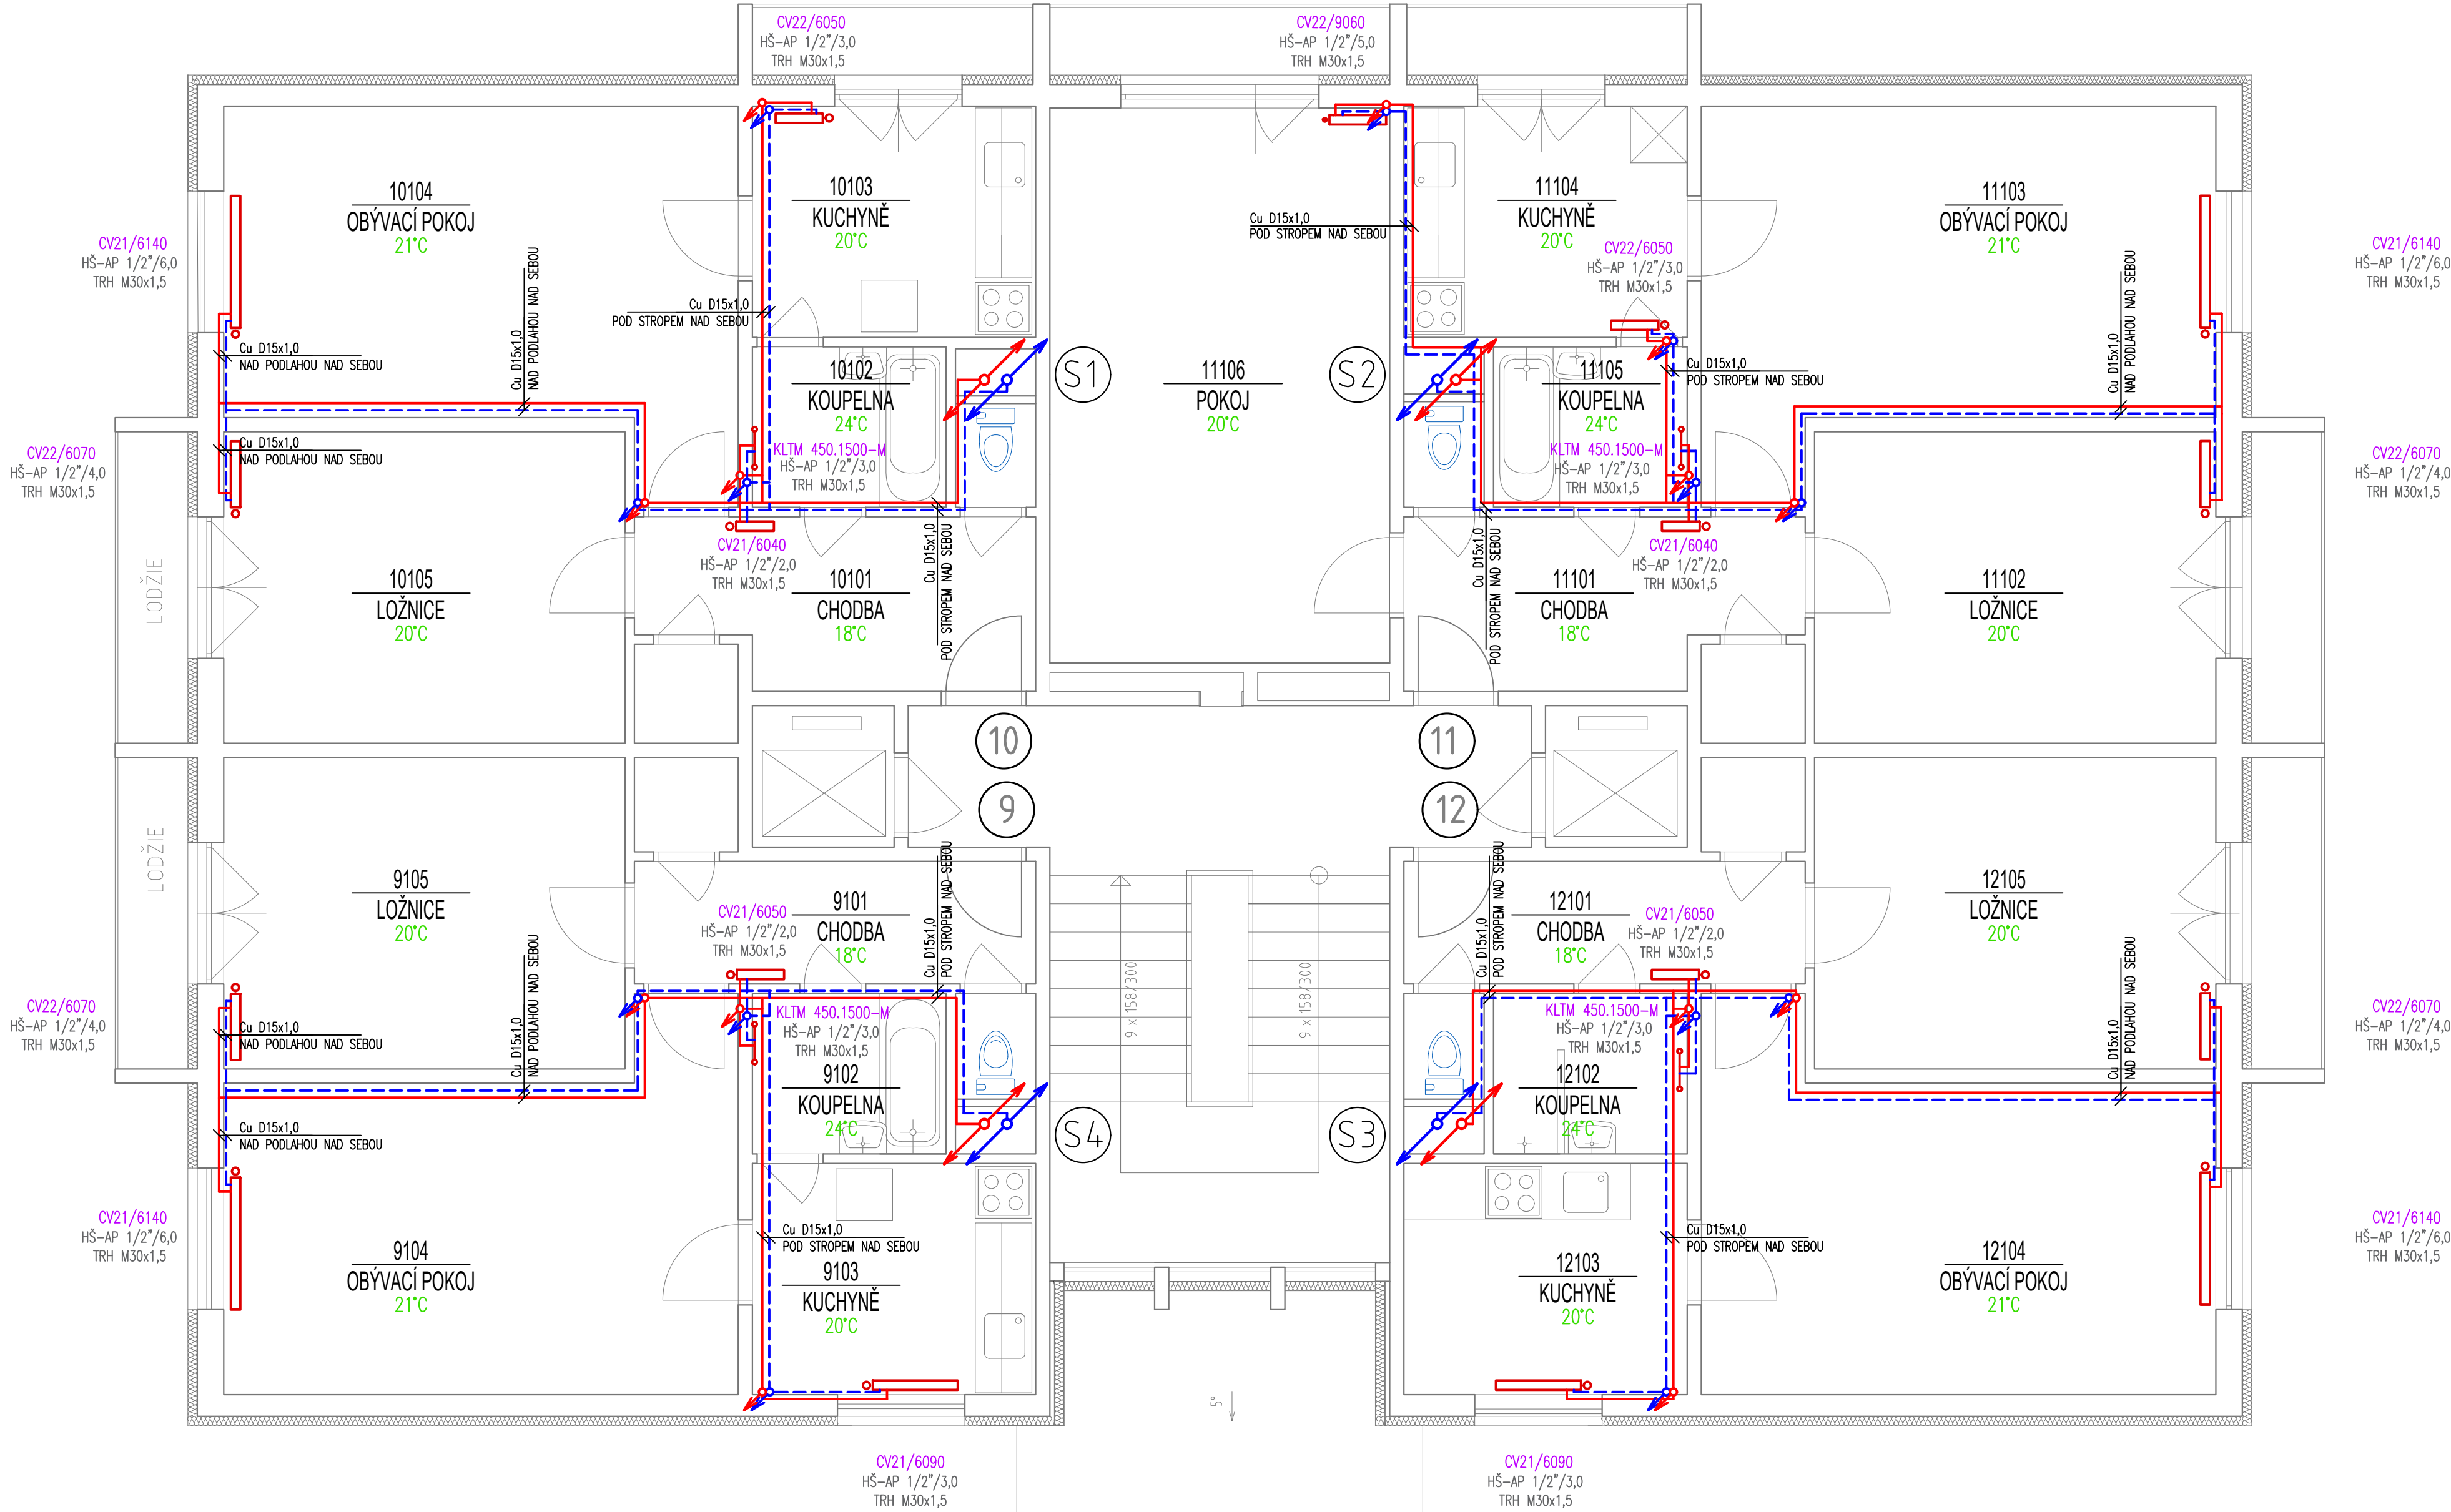 CV22/6050
HŠ-AP 1/2"/3,0
TRH M30x1,5
CV22/9060
HŠ-AP 1/2"/5,0
TRH M30x1,5
10104
OBÝVACÍ POKOJ
21°C
10103
KUCHYNĚ
20°C
Cu D15x1,0
POD STROPEM NAD SEBOU
11104
KUCHYNĚ
20°C
11103
OBÝVACÍ POKOJ
21°C
CV21/6140
HŠ-AP 1/2"/6,0
TRH M30x1,5
CV22/6050
HŠ-AP 1/2"/3,0
TRH M30x1,5
CV21/6140
HŠ-AP 1/2"/6,0
TRH M30x1,5
Cu D15x1,0
NAD PODLAHOU NAD SEBOU
Cu D15x1,0
POD STROPEM NAD SEBOU
Cu D15x1,0
NAD PODLAHOU NAD SEBOU
Cu D15x1,0
NAD PODLAHOU NAD SEBOU
10102
KOUPELNA
24°C
S1
11106
POKOJ
20°C
S2
11105
KOUPELNA
24°C
Cu D15x1,0
POD STROPEM NAD SEBOU
CV22/6070
HŠ-AP 1/2"/4,0
TRH M30x1,5
Cu D15x1,0
NAD PODLAHOU NAD SEBOU
KLTM 450.1500-M
HŠ-AP 1/2"/3,0
TRH M30x1,5
KLTM 450.1500-M
HŠ-AP 1/2"/3,0
TRH M30x1,5
CV22/6070
HŠ-AP 1/2"/4,0
TRH M30x1,5
CV21/6040
HŠ-AP 1/2"/2,0
TRH M30x1,5
CV21/6040
HŠ-AP 1/2"/2,0
TRH M30x1,5
LODŽIE
10105
LOŽNICE
20°C
10101
CHODBA
18°C
Cu D15x1,0
POD STROPEM NAD SEBOU
Cu D15x1,0
POD STROPEM NAD SEBOU
11101
CHODBA
18°C
11102
LOŽNICE
20°C
10
11
9
12
LODŽIE
9105
LOŽNICE
20°C
CV21/6050
HŠ-AP 1/2"/2,0
TRH M30x1,5
9101
CHODBA
18°C
Cu D15x1,0
POD STROPEM NAD SEBOU
Cu D15x1,0
POD STROPEM NAD SEBOU
12101
CHODBA
18°C
CV21/6050
HŠ-AP 1/2"/2,0
TRH M30x1,5
12105
LOŽNICE
20°C
Cu D15x1,0
NAD PODLAHOU NAD SEBOU
9 x 158/300
9 x 158/300
Cu D15x1,0
NAD PODLAHOU NAD SEBOU
CV22/6070
HŠ-AP 1/2"/4,0
TRH M30x1,5
Cu D15x1,0
NAD PODLAHOU NAD SEBOU
KLTM 450.1500-M
HŠ-AP 1/2"/3,0
TRH M30x1,5
KLTM 450.1500-M
HŠ-AP 1/2"/3,0
TRH M30x1,5
CV22/6070
HŠ-AP 1/2"/4,0
TRH M30x1,5
9102
KOUPELNA
24°C
12102
KOUPELNA
24°C
Cu D15x1,0
NAD PODLAHOU NAD SEBOU
S4
S3
CV21/6140
HŠ-AP 1/2"/6,0
TRH M30x1,5
9104
OBÝVACÍ POKOJ
21°C
Cu D15x1,0
POD STROPEM NAD SEBOU
9103
KUCHYNĚ
20°C
12103
KUCHYNĚ
20°C
Cu D15x1,0
POD STROPEM NAD SEBOU
12104
OBÝVACÍ POKOJ
21°C
CV21/6140
HŠ-AP 1/2"/6,0
TRH M30x1,5
5°
CV21/6090
HŠ-AP 1/2"/3,0
TRH M30x1,5
CV21/6090
HŠ-AP 1/2"/3,0
TRH M30x1,5